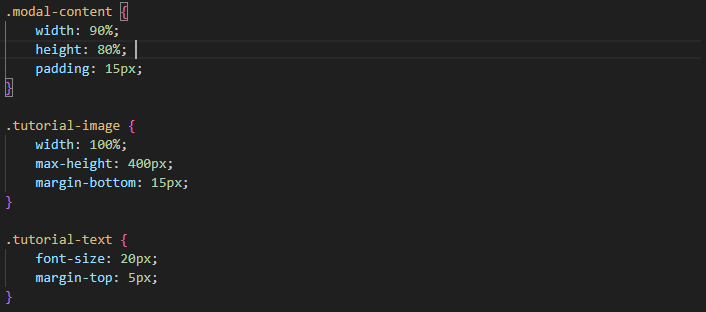 .modal-content {
    width: 90%;
    height: 80%;
    padding: 15px;
}

.tutorial-image {
    width: 100%;
    max-height: 400px;
    margin-bottom: 15px;
}

.tutorial-text {
    font-size: 20px;
    margin-top: 5px;
}